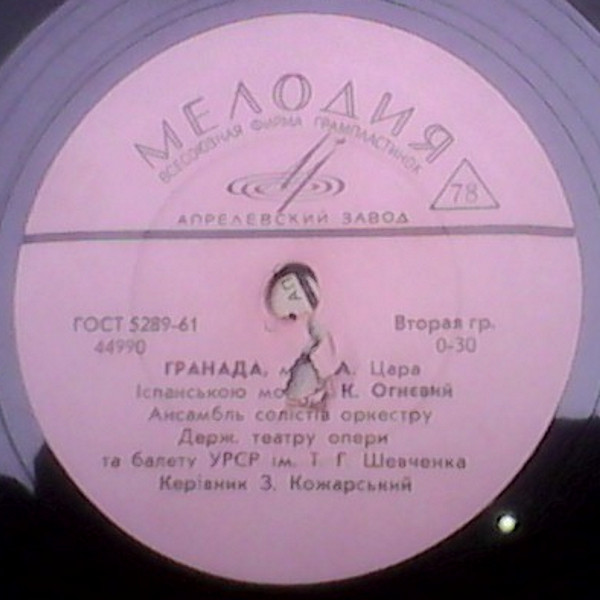 МЕЛОДИЯ
ВСЕСОЮЗНАЯ ФИРМА ГРАМПЛАСТИНОК
78
АПРЕЛЕВСКИЙ ЗАВОД
ГОСТ 5289-61
Вторая гр.
44990
0-30
ГРАНАДА, А. Цара
Іспанською К. Огнєвий
Ансамбль солістів оркестру
Держ. театру опери
та балету УРСР ім. Т. Г. Шевченка
Керівник З. Кожарський